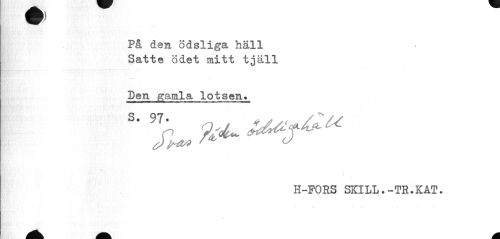 På den ödsliga häll
Satte ödet mitt tjäll
Den gamla lotsen.
S. 97.
Svas På den ödsliga häll
H-FORS SKILL.-TR.KAT.